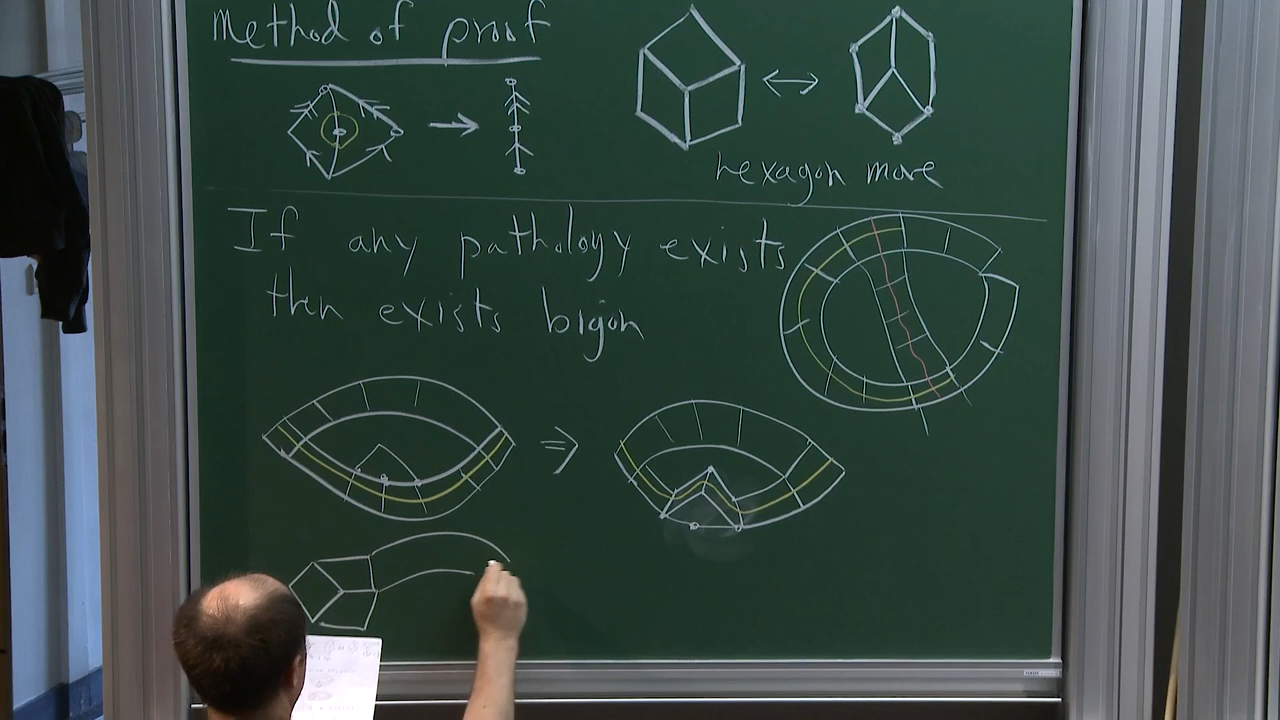 Method of proof
hexagon move
If any pathology exists
then exists bigon